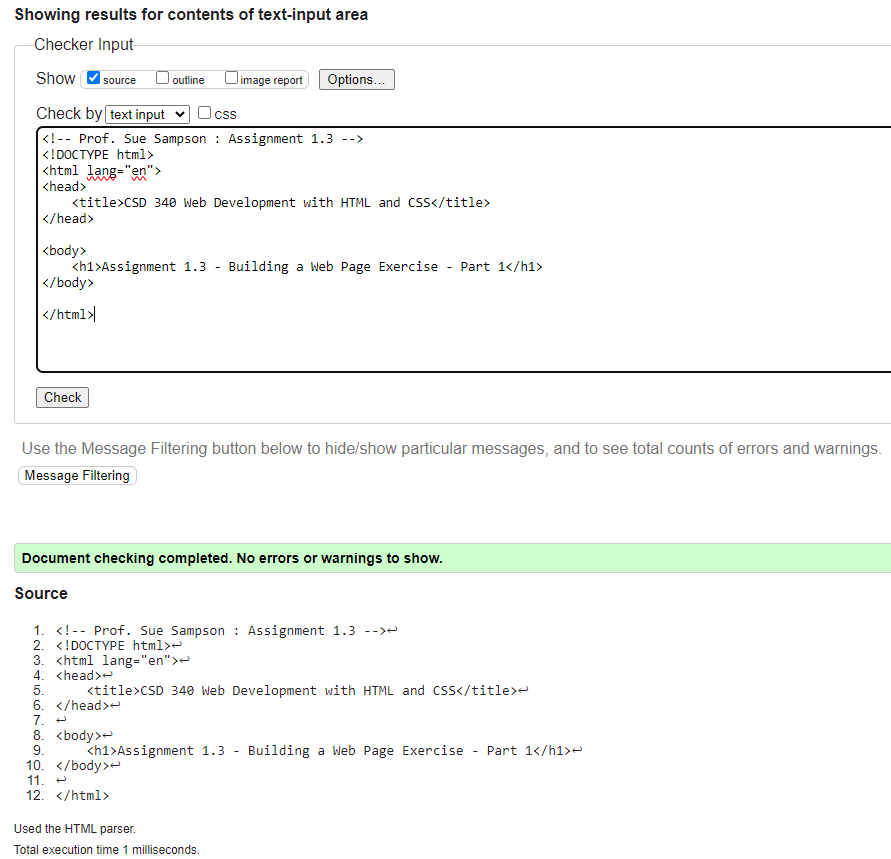 Showing results for contents of text-input area
Checker Input
Show source outline image report Options...
Check by text input css
<!-- Prof. Sue Sampson : Assignment 1.3 -->
<!DOCTYPE html>
<html lang="en">
<head>
    <title>CSD 340 Web Development with HTML and CSS</title>
</head>

<body>
    <h1>Assignment 1.3 - Building a Web Page Exercise - Part 1</h1>
</body>

</html>
Check
Use the Message Filtering button below to hide/show particular messages, and to see total counts of errors and warnings.
Message Filtering
Document checking completed. No errors or warnings to show.
Source
1. <!-- Prof. Sue Sampson : Assignment 1.3 -->↩
2. <!DOCTYPE html>↩
3. <html lang="en">↩
4. <head>↩
5.     <title>CSD 340 Web Development with HTML and CSS</title>↩
6. </head>↩
7. ↩
8. <body>↩
9.     <h1>Assignment 1.3 - Building a Web Page Exercise - Part 1</h1>↩
10. </body>↩
11. ↩
12. </html>
Used the HTML parser.
Total execution time 1 milliseconds.